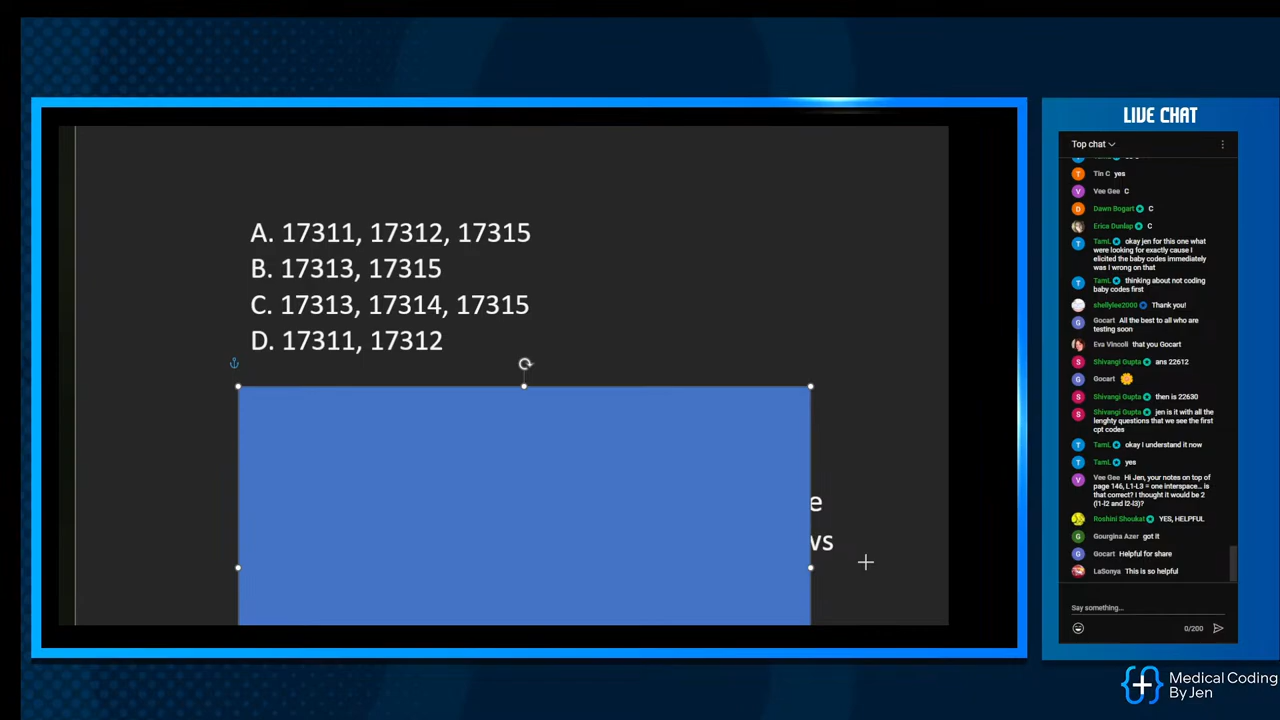 A. 17311, 17312, 17315
B. 17313, 17315
C. 17313, 17314, 17315
D. 17311, 17312
vs
LIVE CHAT
Top chat
Tin C yes
Vee Gee C
Dawn Bogart C
Erica Dunlap C
TamL okay jen for this one what
were looking for exactly cause I
elicited the baby codes immediately
was I wrong on that
TamL thinking about not coding
baby codes first
shellylee2000 Thank you!
Gocart All the best to all who are
testing soon
Eva Vincoli that you Gocart
Shivangi Gupta ans 22612
Gocart
Shivangi Gupta then is 22630
Shivangi Gupta jen is it with all the
lenghty questions that we see the first
cpt codes
TamL okay I understand it now
TamL yes
Vee Gee Hi Jen, your notes on top of
page 146, L1-L3 = one interspace... is
that correct? I thought it would be 2
(l1-l2 and l2-l3)?
Roshini Shoukat YES, HELPFUL
Gourgina Azer got it
Gocart Helpful for share
LaSonya This is so helpful
Say something...
0/200
Medical Coding
By Jen